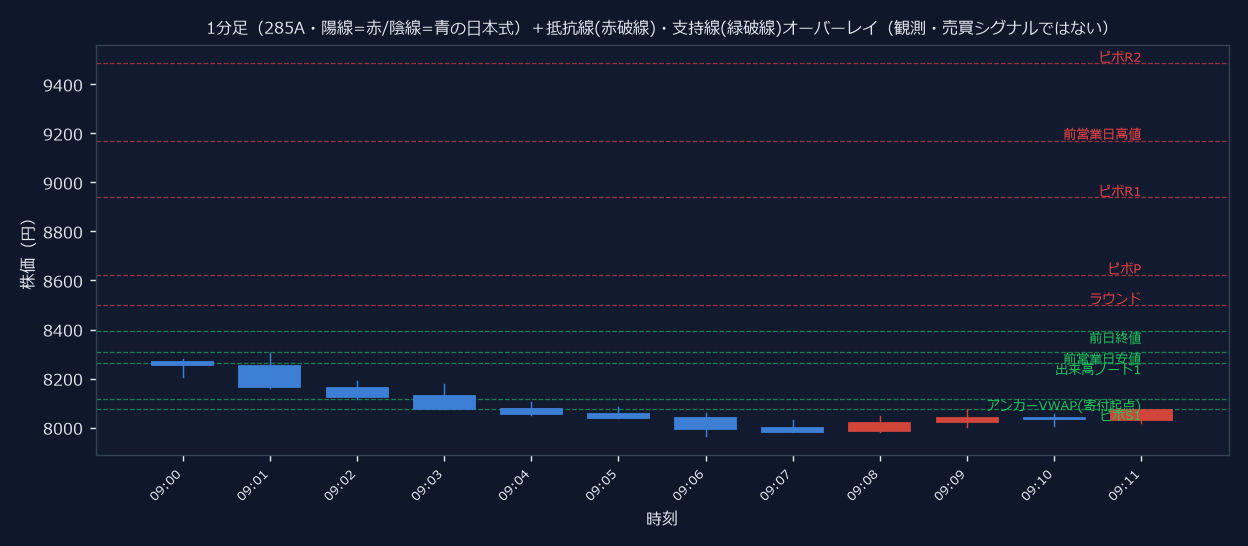 1分足（285A・陽線=赤/陰線=青の日本式）＋抵抗線(赤破線)・支持線(緑破線)オーバーレイ（観測・売買シグナルではない）
ピボR2
9400
前営業日高値
9200
ピボR1
9000
8800
株価（円）
ピボP
8600
ラウンド
8400
前日終値
前営業日安値
出来高ノート1
8200
アンカーVWAP(寄付起点)
ピボS1
8000
09:00 09:01 09:02 09:03 09:04 09:05 09:06 09:07 09:08 09:09 09:10 09:11
時刻